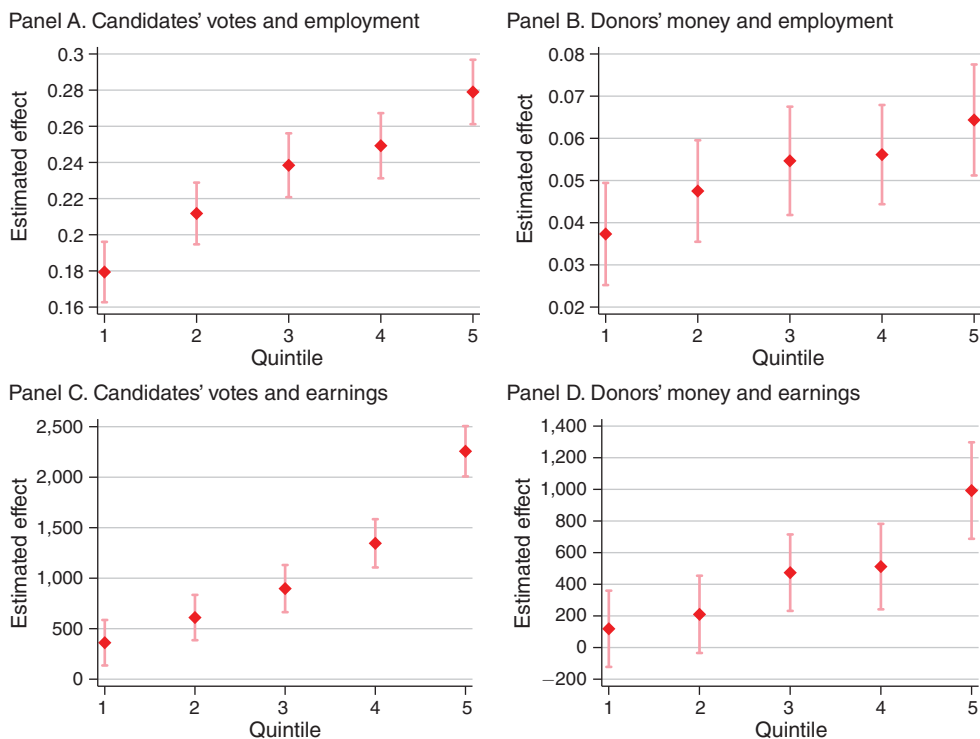 Panel A. Candidates' votes and employment
Estimated effect
0.3
0.28
0.26
0.24
0.22
0.2
0.18
0.16
1 2 3 4 5
Quintile
Panel B. Donors' money and employment
Estimated effect
0.08
0.07
0.06
0.05
0.04
0.03
0.02
1 2 3 4 5
Quintile
Panel C. Candidates' votes and earnings
Estimated effect
2,500
2,000
1,500
1,000
500
0
1 2 3 4 5
Quintile
Panel D. Donors' money and earnings
Estimated effect
1,400
1,200
1,000
800
600
400
200
0
−200
1 2 3 4 5
Quintile